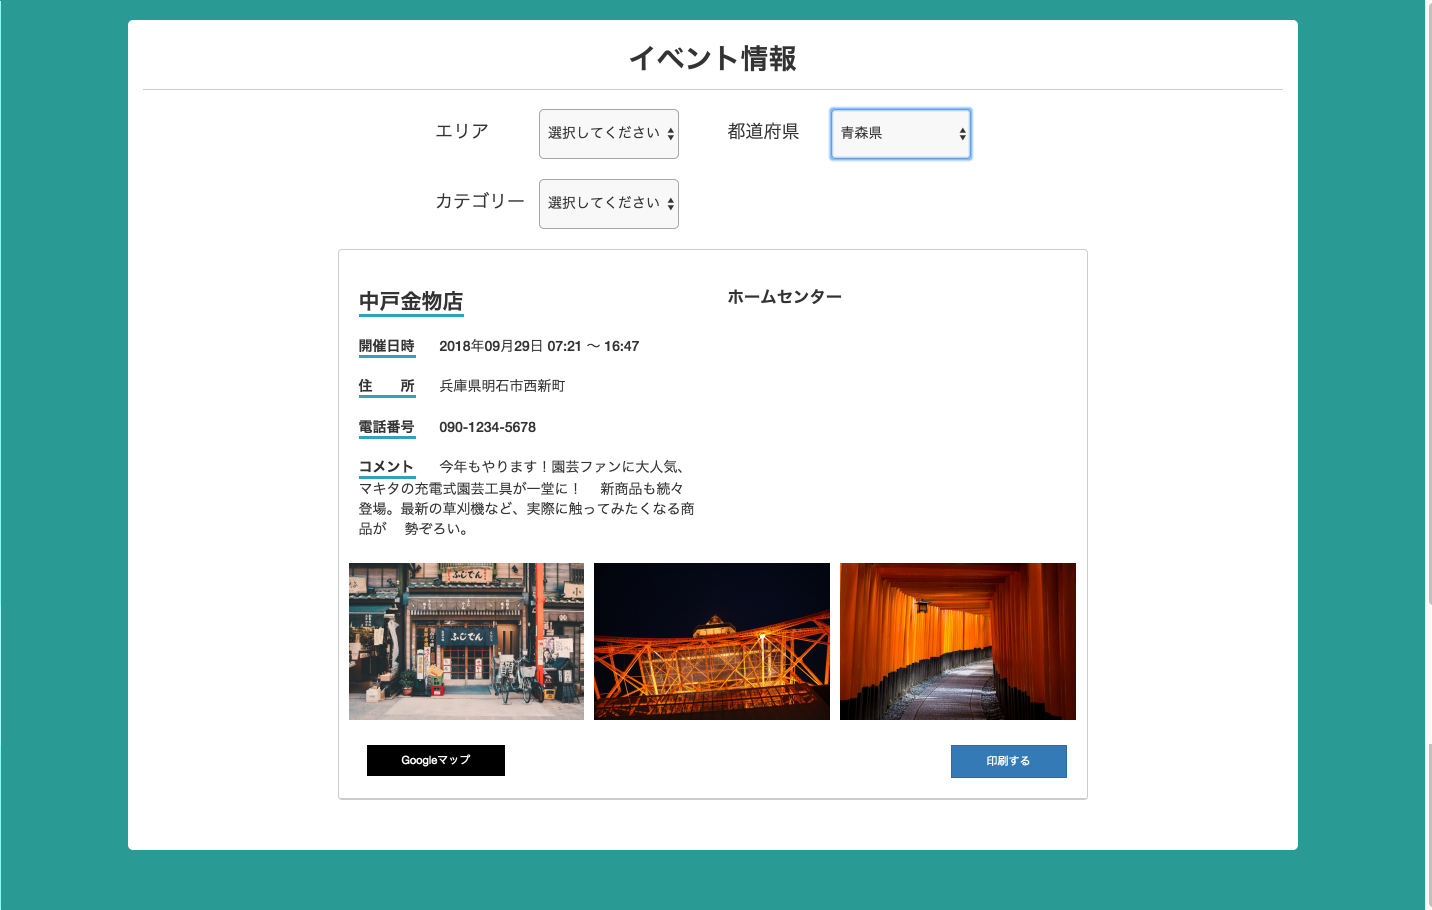 イベント情報
エリア 選択してください 都道府県 青森県
カテゴリー 選択してください
中戸金物店 ホームセンター
開催日時 2018年09月29日 07:21 〜 16:47
住　所 兵庫県明石市西新町
電話番号 090-1234-5678
コメント 今年もやります！園芸ファンに大人気、
マキタの充電式園芸工具が一堂に！　新商品も続々
登場。最新の草刈機など、実際に触ってみたくなる商
品が　勢ぞろい。
ふじでん
ふじでん
Googleマップ 印刷する